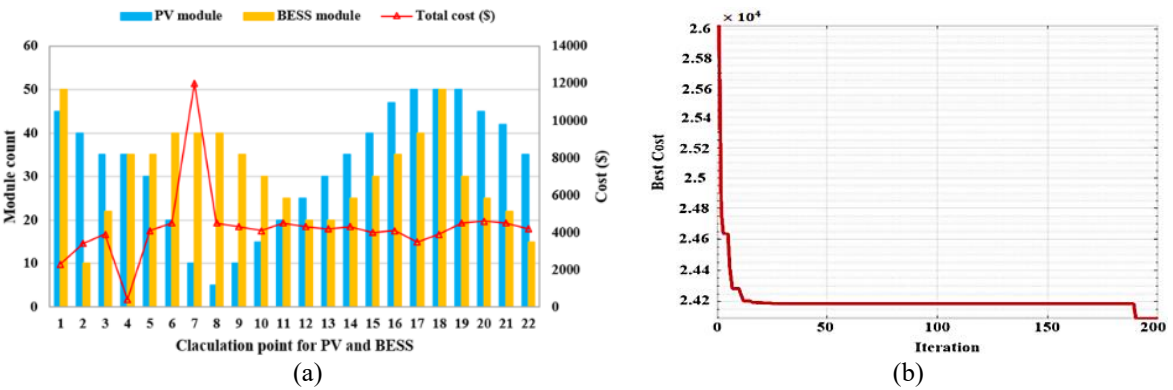 PV module BESS module Total cost ($)
60 14000
50 12000
40 10000
30 8000
20 6000
10 4000
0 2000
0
Module count
Cost ($)
1 2 3 4 5 6 7 8 9 10 11 12 13 14 15 16 17 18 19 20 21 22
Claculation point for PV and BESS
(a)
× 10⁴
2.6
2.58
2.56
2.54
2.52
2.5
2.48
2.46
2.44
2.42
Best Cost
0 50 100 150 200
Iteration
(b)